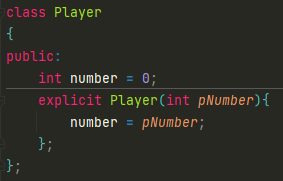 class Player
{
public:
    int number = 0;
    explicit Player(int pNumber){
        number = pNumber;
    };
};